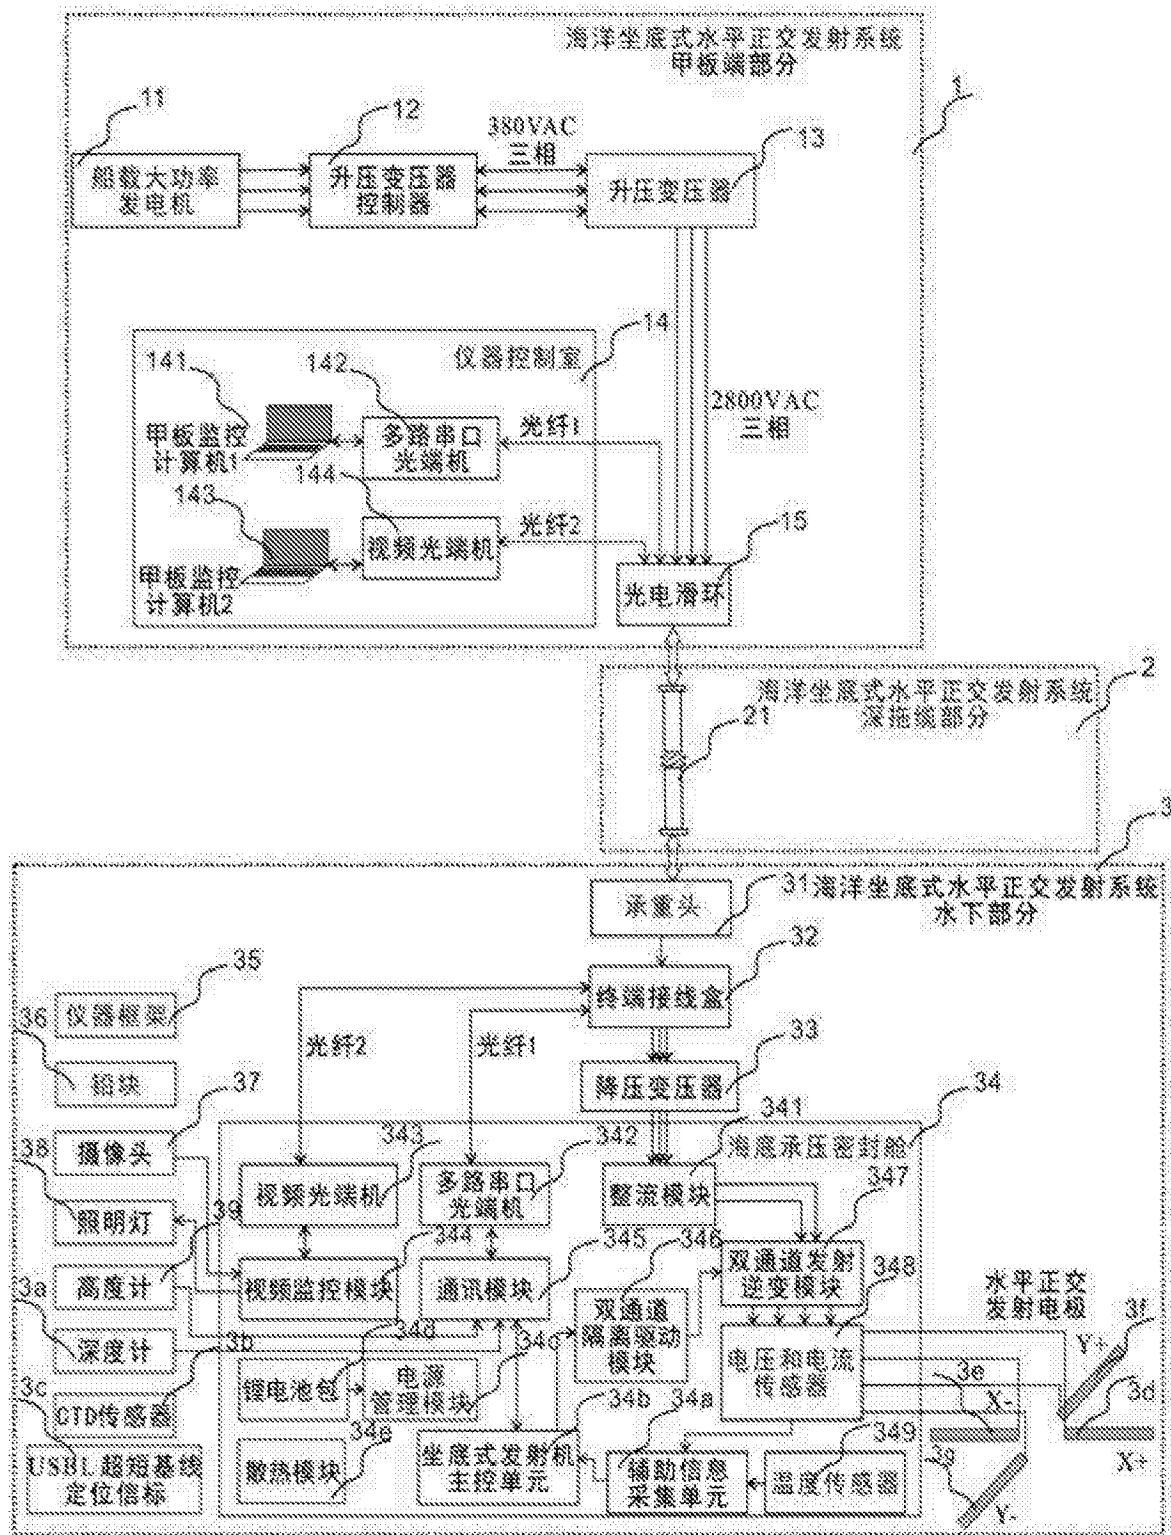 海洋坐底式水平正交发射系统
甲板端部分
1
11
12
380VAC
三相
13
船载大功率
发电机
升压变压器
控制器
升压变压器
14
仪器控制室
141
142
2800VAC
三相
甲板监控
计算机1
多路串口
光端机
光纤1
144
143
15
视频光端机
光纤2
甲板监控
计算机2
光电滑环
2
海洋坐底式水平正交发射系统
深拖缆部分
21
3
31
海洋坐底式水平正交发射系统
水下部分
承重头
32
35
终端接线盒
仪器框架
36
光纤2
光纤1
33
铅块
37
降压变压器
34
341
343
342
海底承压密封舱
38
摄像头
视频光端机
多路串口
光端机
整流模块
347
39
照明灯
344
345
346
双通道发射
逆变模块
348
水平正交
发射电极
3a
高度计
视频监控模块
通讯模块
双通道
隔离驱动
模块
3f
3b
深度计
34d
34c
电压和电流
传感器
Y+
3e
3c
锂电池包
电源
管理模块
34b
34a
X-
3d
CTD传感器
34e
349
3g
X+
USBL超短基线
定位信标
散热模块
坐底式发射机
主控单元
辅助信息
采集单元
温度传感器
Y-